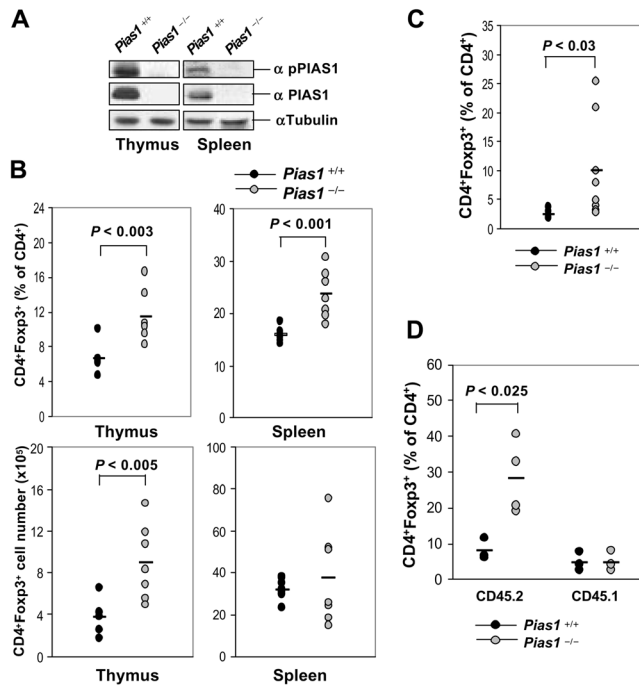 A
Pias1 +/+
Pias1 −/−
Pias1 +/+
Pias1 −/−
α pPIAS1
α PIAS1
αTubulin
Thymus
Spleen
B
Pias1 +/+
Pias1 −/−
CD4+Foxp3+ (% of CD4+)
24
20
16
12
8
4
0
P < 0.003
Thymus
40
30
20
10
0
P < 0.001
Spleen
CD4+Foxp3+ cell number (x10⁵)
20
16
12
8
4
0
P < 0.005
Thymus
100
80
60
40
20
0
Spleen
C
CD4+Foxp3+ (% of CD4+)
35
30
25
20
15
10
5
0
P < 0.03
Pias1 +/+
Pias1 −/−
D
CD4+Foxp3+ (% of CD4+)
60
50
40
30
20
10
0
P < 0.025
CD45.2
CD45.1
Pias1 +/+
Pias1 −/−